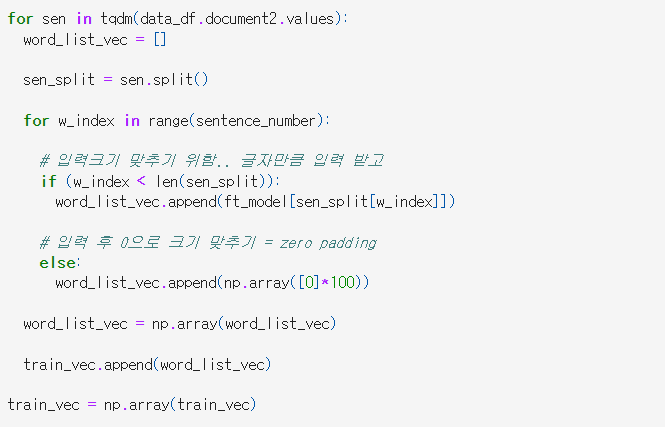 for sen in tqdm(data_df.document2.values):
  word_list_vec = []

  sen_split = sen.split()

  for w_index in range(sentence_number):

    # 입력크기 맞추기 위함.. 글자만큼 입력 받고
    if (w_index < len(sen_split)):
      word_list_vec.append(ft_model[sen_split[w_index]])

    # 입력 후 0으로 크기 맞추기 = zero padding
    else:
      word_list_vec.append(np.array([0]*100))

  word_list_vec = np.array(word_list_vec)

  train_vec.append(word_list_vec)

train_vec = np.array(train_vec)